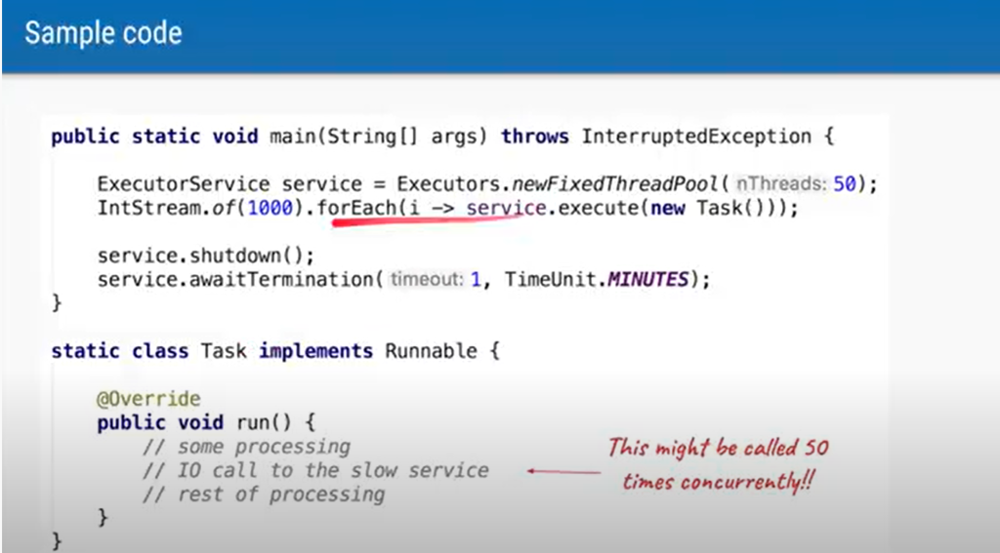 Sample code
public static void main(String[] args) throws InterruptedException {
ExecutorService service = Executors.newFixedThreadPool( nThreads: 50);
IntStream.of(1000).forEach(i -> service.execute(new Task()));
service.shutdown();
service.awaitTermination( timeout: 1, TimeUnit.MINUTES);
}
static class Task implements Runnable {
@Override
public void run() {
// some processing
// IO call to the slow service
// rest of processing
}
}
This might be called 50
times concurrently!!